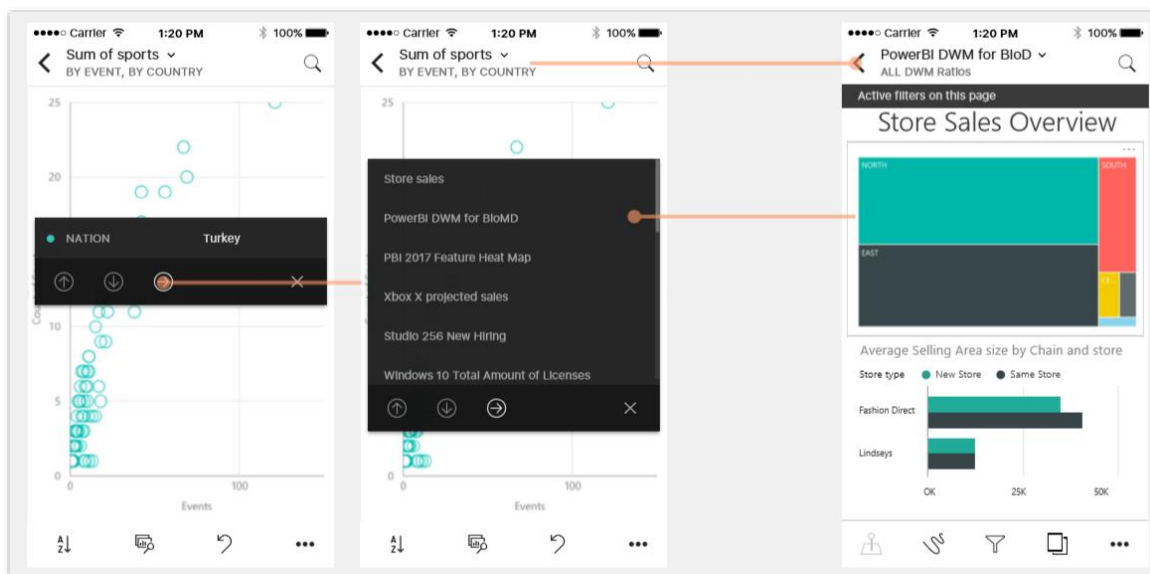 Carrier 1:20 PM 100%
Sum of sports
BY EVENT, BY COUNTRY
25
20
NATION Turkey
10
5
0
0 100
Events
A
Z
Carrier 1:20 PM 100%
Sum of sports
BY EVENT, BY COUNTRY
25
Store sales
PowerBI DWM for BIoMD
PBI 2017 Feature Heat Map
Xbox X projected sales
Studio 256 New Hiring
Windows 10 Total Amount of Licenses
0
0 100
Events
A
Z
Carrier 1:20 PM 100%
PowerBI DWM for BIoD
ALL DWM Ratios
Active filters on this page
Store Sales Overview
NORTH
SOUTH
EAST
Average Selling Area size by Chain and store
Store type New Store Same Store
Fashion Direct
Lindseys
0K 25K 50K